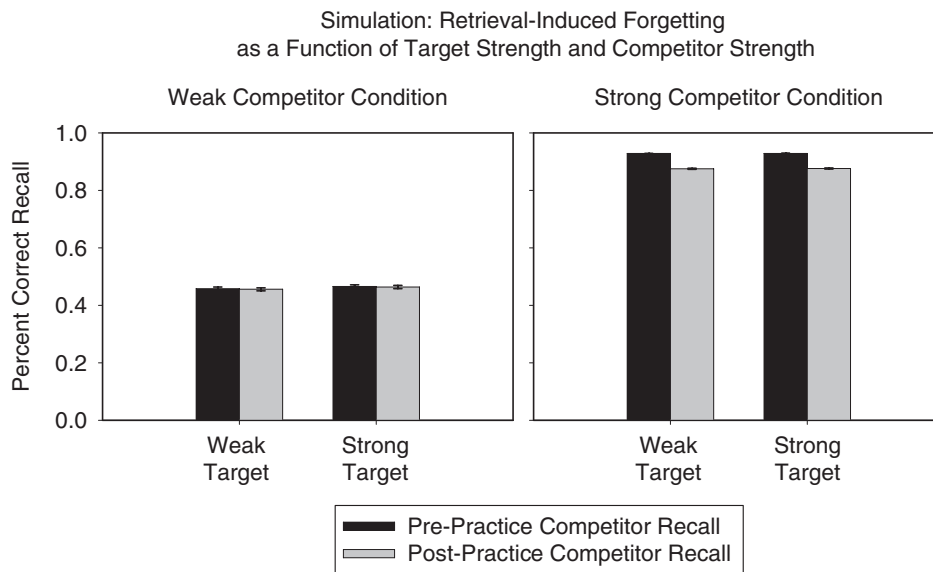 Simulation: Retrieval-Induced Forgetting
as a Function of Target Strength and Competitor Strength
Weak Competitor Condition
Strong Competitor Condition
Percent Correct Recall
1.0
0.8
0.6
0.4
0.2
0.0
Weak
Target
Strong
Target
Weak
Target
Strong
Target
Pre-Practice Competitor Recall
Post-Practice Competitor Recall